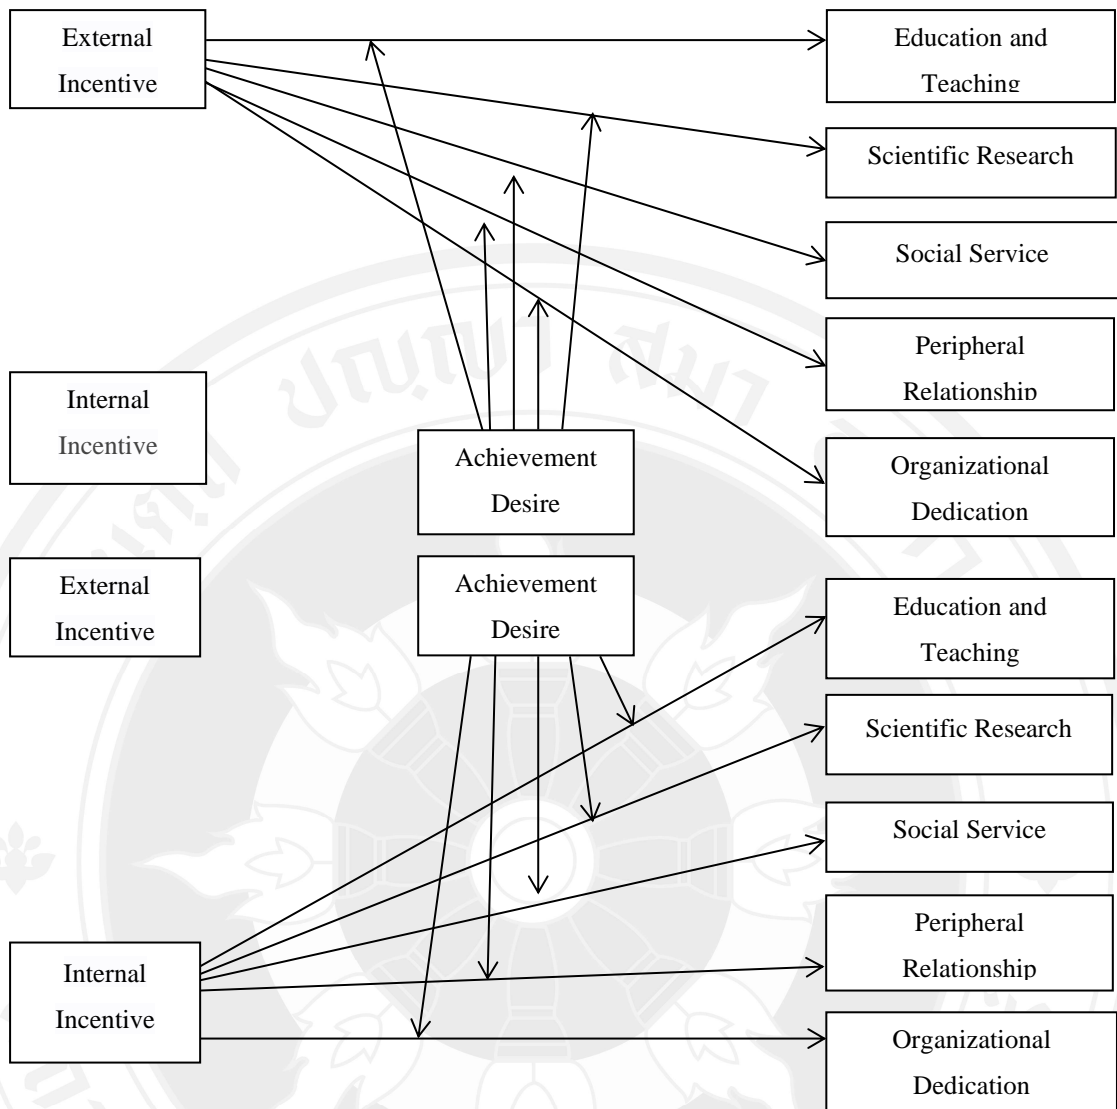 External
Incentive
Education and
Teaching
Scientific Research
Social Service
Peripheral
Relationship
Internal
Incentive
Achievement
Desire
Organizational
Dedication
External
Incentive
Achievement
Desire
Education and
Teaching
Scientific Research
Social Service
Peripheral
Relationship
Internal
Incentive
Organizational
Dedication